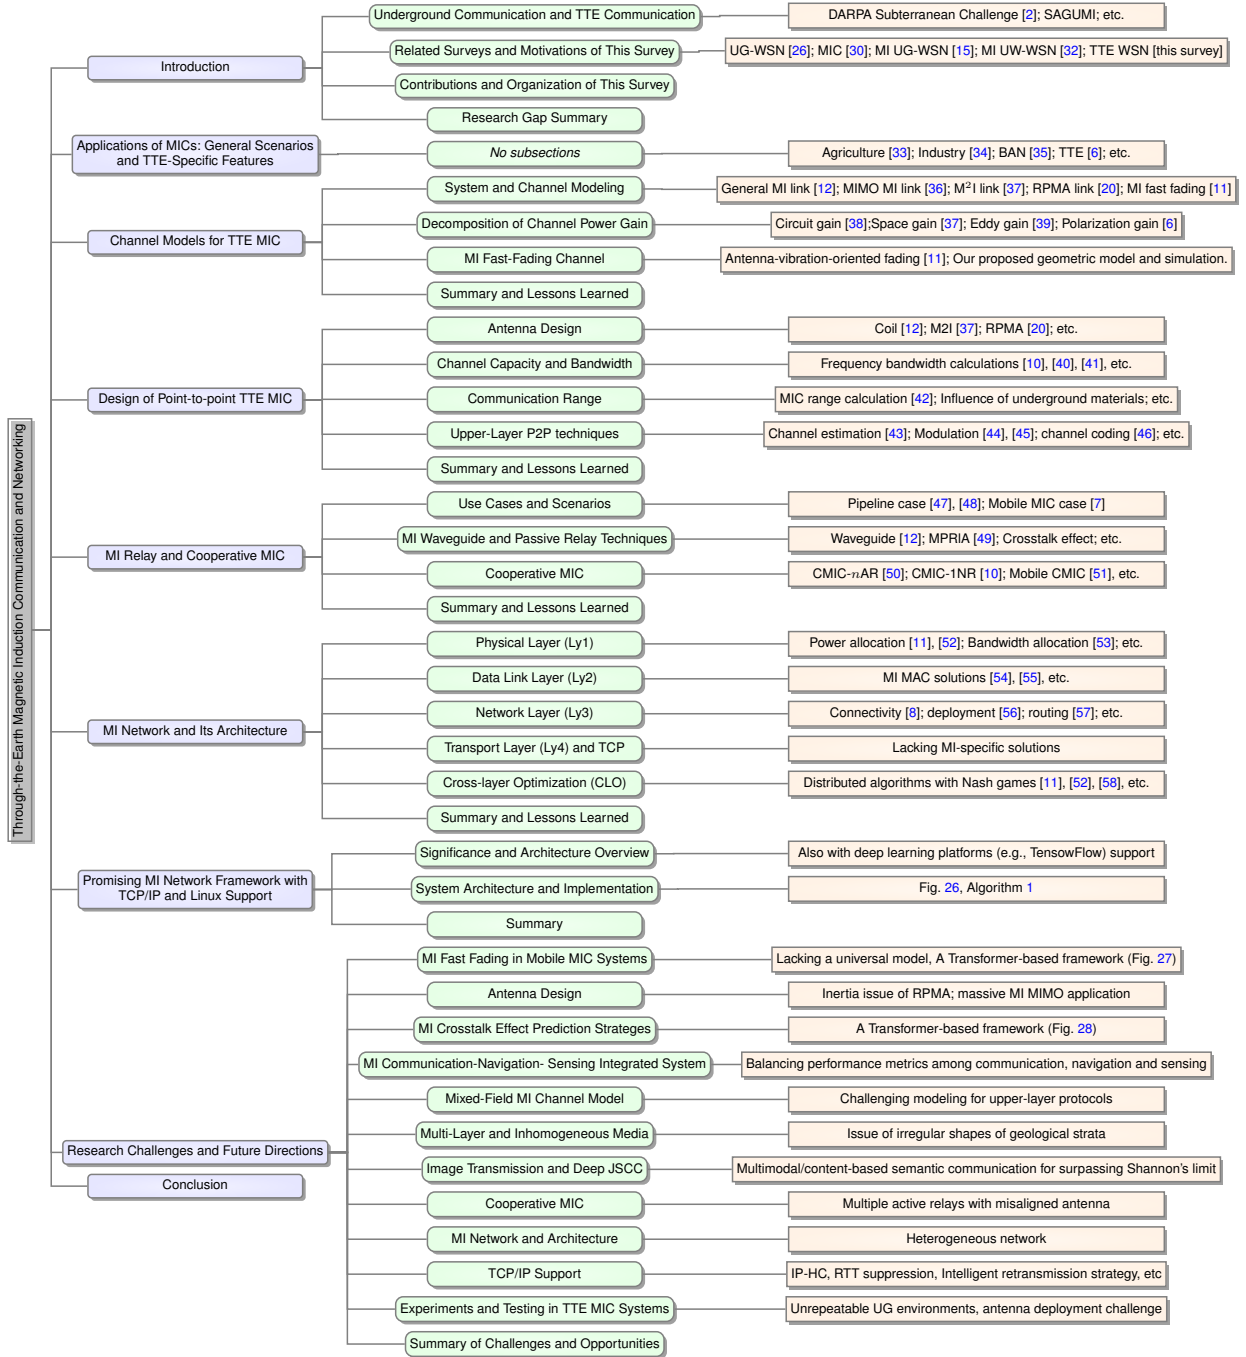 Through-the-Earth Magnetic Induction Communication and Networking
Introduction
Underground Communication and TTE Communication
DARPA Subterranean Challenge [2]; SAGUMI; etc.
Related Surveys and Motivations of This Survey
UG-WSN [26]; MIC [30]; MI UG-WSN [15]; MI UW-WSN [32]; TTE WSN [this survey]
Contributions and Organization of This Survey
Research Gap Summary
Applications of MICs: General Scenarios
and TTE-Specific Features
No subsections
Agriculture [33]; Industry [34]; BAN [35]; TTE [6]; etc.
Channel Models for TTE MIC
System and Channel Modeling
General MI link [12]; MIMO MI link [36]; M²I link [37]; RPMA link [20]; MI fast fading [11]
Decomposition of Channel Power Gain
Circuit gain [38];Space gain [37]; Eddy gain [39]; Polarization gain [6]
MI Fast-Fading Channel
Antenna-vibration-oriented fading [11]; Our proposed geometric model and simulation.
Summary and Lessons Learned
Design of Point-to-point TTE MIC
Antenna Design
Coil [12]; M2I [37]; RPMA [20]; etc.
Channel Capacity and Bandwidth
Frequency bandwidth calculations [10], [40], [41], etc.
Communication Range
MIC range calculation [42]; Influence of underground materials; etc.
Upper-Layer P2P techniques
Channel estimation [43]; Modulation [44], [45]; channel coding [46]; etc.
Summary and Lessons Learned
MI Relay and Cooperative MIC
Use Cases and Scenarios
Pipeline case [47], [48]; Mobile MIC case [7]
MI Waveguide and Passive Relay Techniques
Waveguide [12]; MPRIA [49]; Crosstalk effect; etc.
Cooperative MIC
CMIC-nAR [50]; CMIC-1NR [10]; Mobile CMIC [51], etc.
Summary and Lessons Learned
MI Network and Its Architecture
Physical Layer (Ly1)
Power allocation [11], [52]; Bandwidth allocation [53]; etc.
Data Link Layer (Ly2)
MI MAC solutions [54], [55], etc.
Network Layer (Ly3)
Connectivity [8]; deployment [56]; routing [57]; etc.
Transport Layer (Ly4) and TCP
Lacking MI-specific solutions
Cross-layer Optimization (CLO)
Distributed algorithms with Nash games [11], [52], [58], etc.
Summary and Lessons Learned
Promising MI Network Framework with
TCP/IP and Linux Support
Significance and Architecture Overview
Also with deep learning platforms (e.g., TensowFlow) support
System Architecture and Implementation
Fig. 26, Algorithm 1
Summary
Research Challenges and Future Directions
MI Fast Fading in Mobile MIC Systems
Lacking a universal model, A Transformer-based framework (Fig. 27)
Antenna Design
Inertia issue of RPMA; massive MI MIMO application
MI Crosstalk Effect Prediction Strateges
A Transformer-based framework (Fig. 28)
MI Communication-Navigation- Sensing Integrated System
Balancing performance metrics among communication, navigation and sensing
Mixed-Field MI Channel Model
Challenging modeling for upper-layer protocols
Multi-Layer and Inhomogeneous Media
Issue of irregular shapes of geological strata
Image Transmission and Deep JSCC
Multimodal/content-based semantic communication for surpassing Shannon's limit
Cooperative MIC
Multiple active relays with misaligned antenna
MI Network and Architecture
Heterogeneous network
TCP/IP Support
IP-HC, RTT suppression, Intelligent retransmission strategy, etc
Experiments and Testing in TTE MIC Systems
Unrepeatable UG environments, antenna deployment challenge
Summary of Challenges and Opportunities
Conclusion